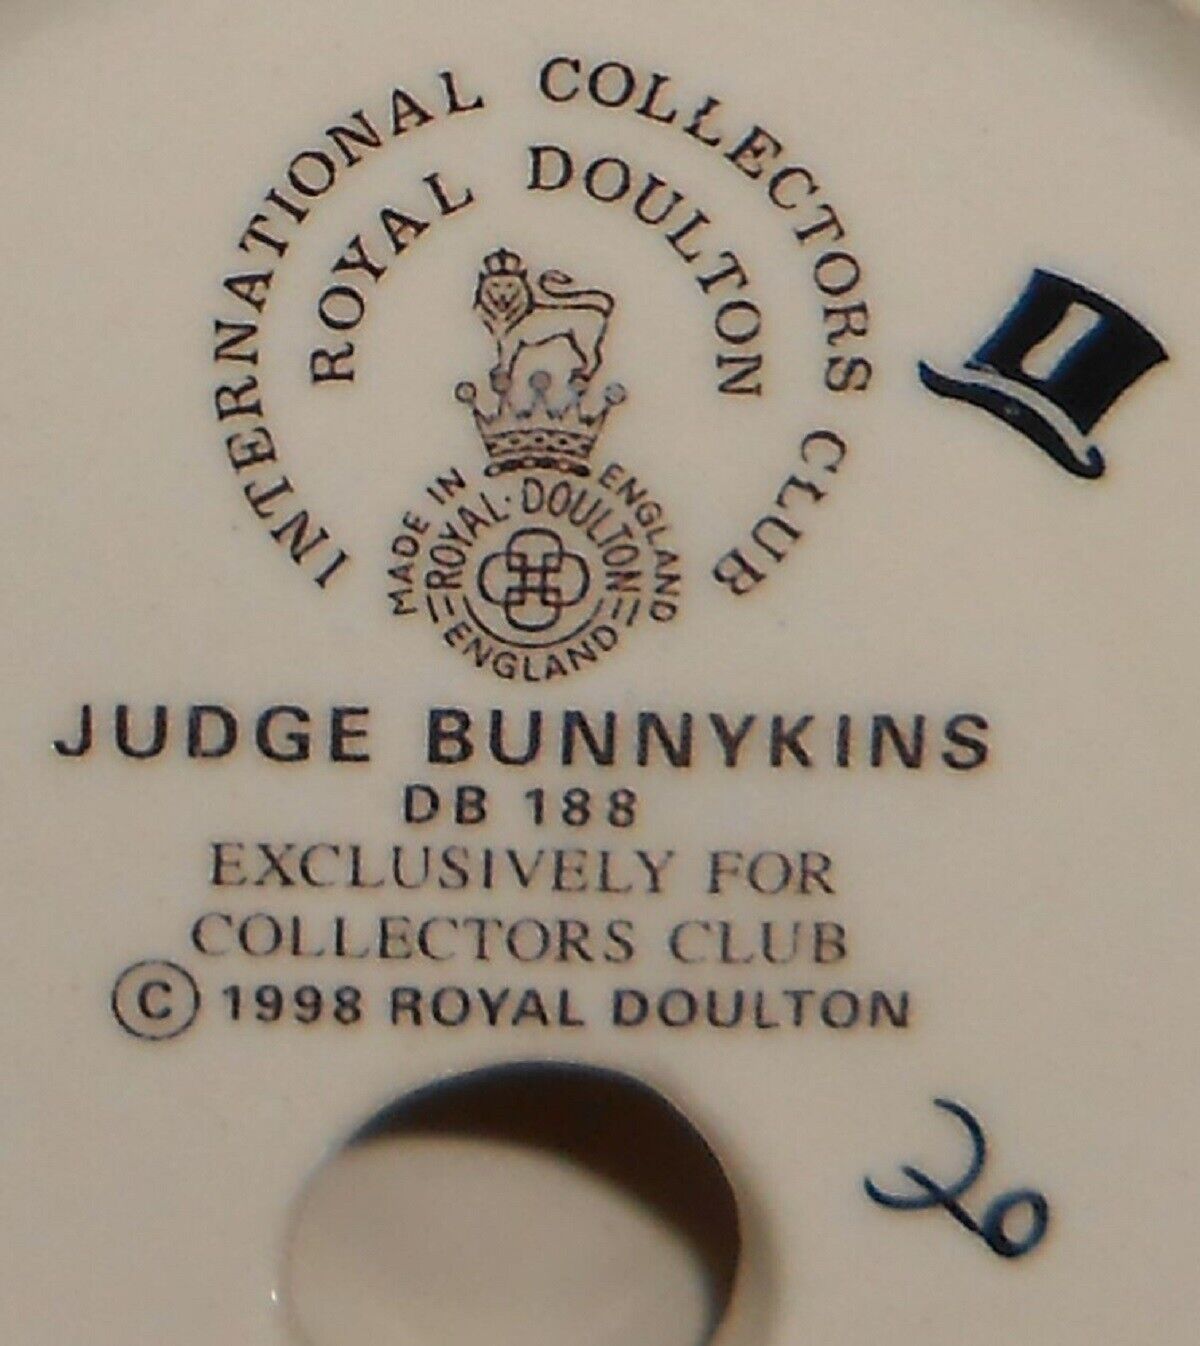 INTERNATIONAL COLLECTORS CLUB
ROYAL DOULTON
MADE IN ENGLAND
ROYAL · DOULTON
ENGLAND
JUDGE BUNNYKINS
DB 188
EXCLUSIVELY FOR
COLLECTORS CLUB
© 1998 ROYAL DOULTON
20